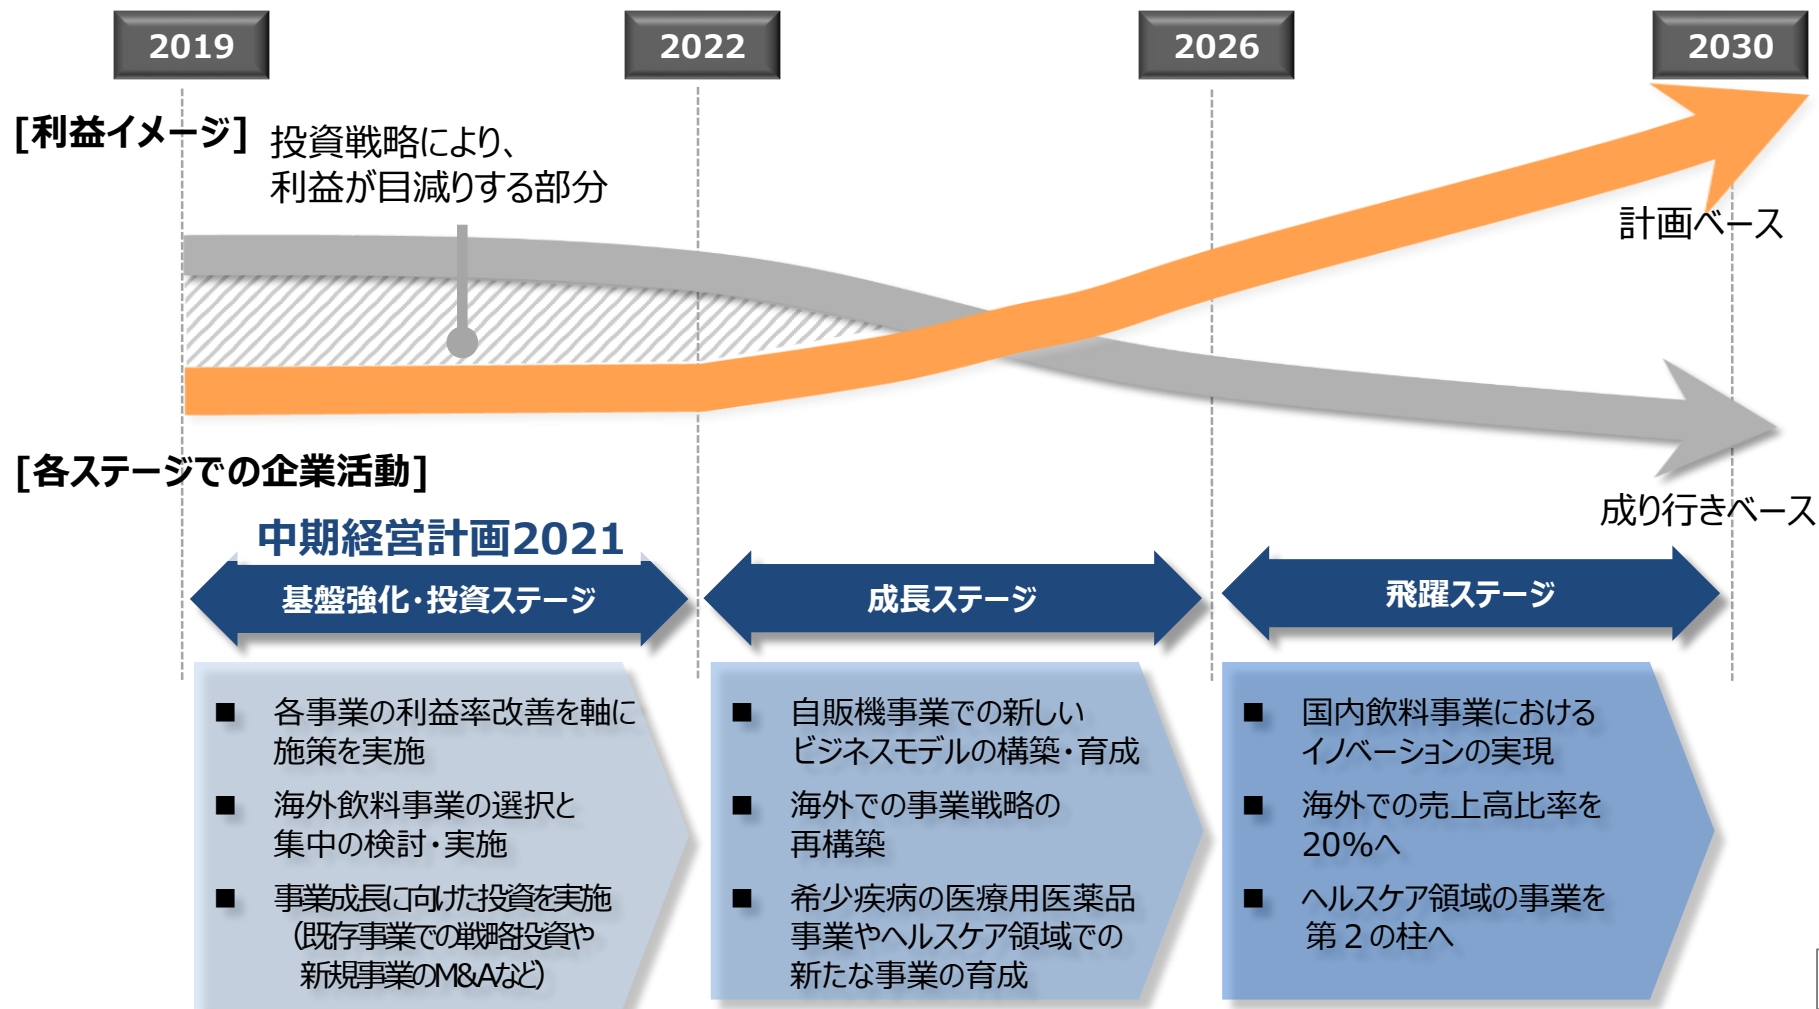 2019
2022
2026
2030
[利益イメージ]
投資戦略により、
利益が目減りする部分
計画ベース
成り行きベース
[各ステージでの企業活動]
中期経営計画2021
基盤強化・投資ステージ
成長ステージ
飛躍ステージ
■ 各事業の利益率改善を軸に
施策を実施
■ 海外飲料事業の選択と
集中の検討・実施
■ 事業成長に向けた投資を実施
（既存事業での戦略投資や
新規事業のM&Aなど）
■ 自販機事業での新しい
ビジネスモデルの構築・育成
■ 海外での事業戦略の
再構築
■ 希少疾病の医療用医薬品
事業やヘルスケア領域での
新たな事業の育成
■ 国内飲料事業における
イノベーションの実現
■ 海外での売上高比率を
20%へ
■ ヘルスケア領域の事業を
第２の柱へ